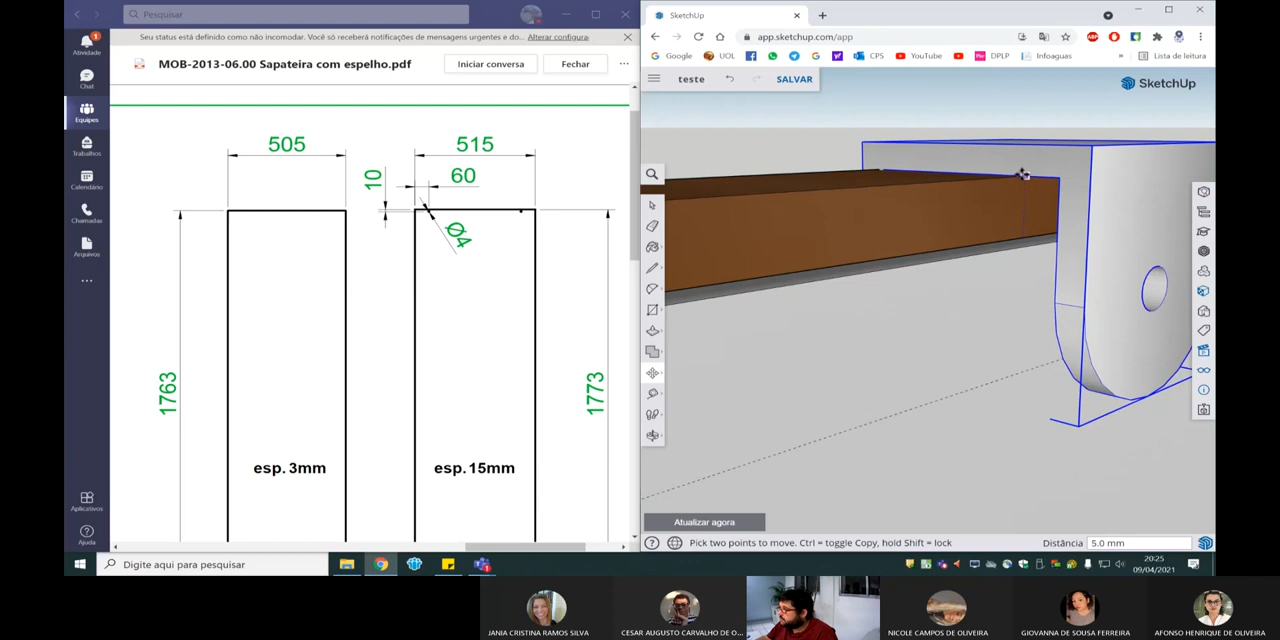 Pesquisar
Seu status está definido como não incomodar. Você só receberá notificações de mensagens urgentes e do... Alterar configura
MOB-2013-06.00 Sapateira com espelho.pdf
Iniciar conversa
Fechar
Atividade
Chat
Equipes
Trabalhos
Calendário
Chamadas
Arquivos
Aplicativos
Ajuda
505
515
10
60
Ø4
1763
1773
esp. 3mm
esp. 15mm
SketchUp
app.sketchup.com/app
Google
UOL
CPS
YouTube
DPLP
Infoaguas
Lista de leitura
teste
SALVAR
SketchUp
Atualizar agora
Pick two points to move. Ctrl = toggle Copy, hold Shift = lock
Distância
5.0 mm
Digite aqui para pesquisar
20:25
09/04/2021
JANIA CRISTINA RAMOS SILVA
CESAR AUGUSTO CARVALHO DE O...
NICOLE CAMPOS DE OLIVEIRA
GIOVANNA DE SOUSA FERREIRA
AFONSO HENRIQUE DE OLIVEIRA